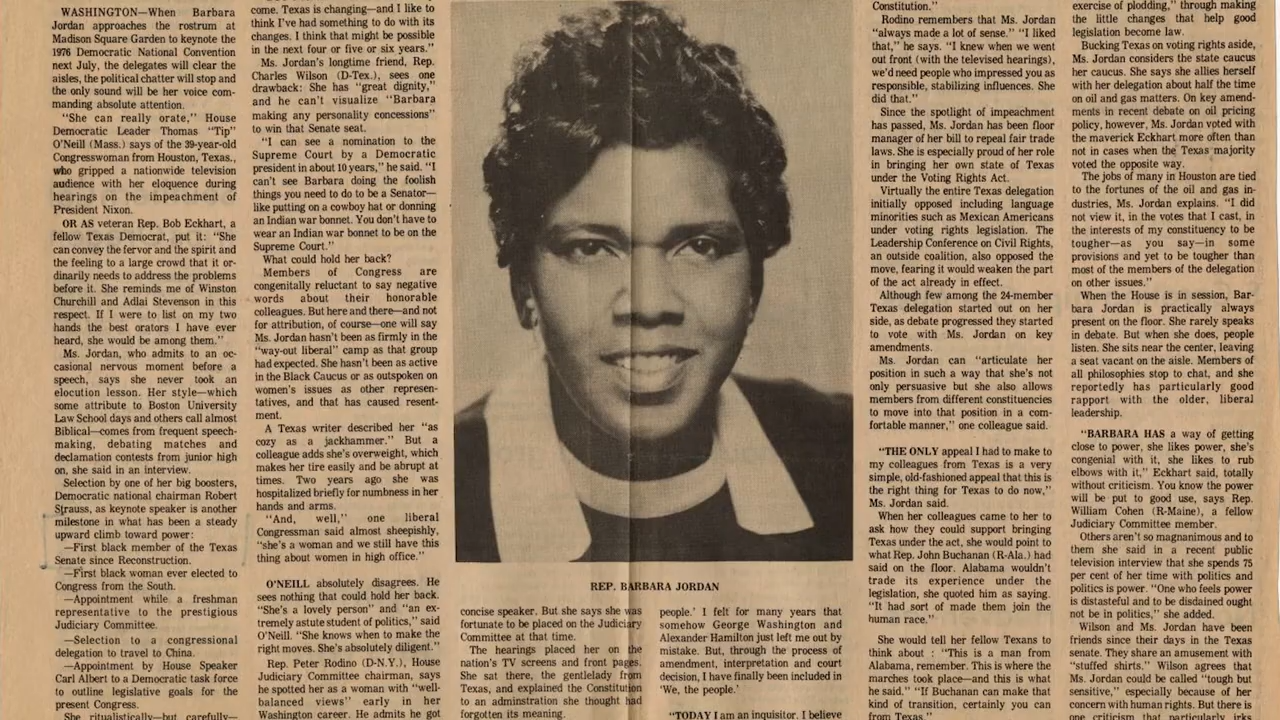 WASHINGTON—When Barbara
Jordan approaches the rostrum at
Madison Square Garden to keynote the
1976 Democratic National Convention
next July, the delegates will clear the
aisles, the political chatter will stop and
the only sound will be her voice com-
manding absolute attention.
"She can really orate," House
Democratic Leader Thomas "Tip"
O'Neill (Mass.) says of the 39-year-old
Congresswoman from Houston, Texas,
who gripped a nationwide television
audience with her eloquence during
hearings on the impeachment of
President Nixon.
OR AS veteran Rep. Bob Eckhart, a
fellow Texas Democrat, put it: "She
can convey the fervor and the spirit and
the feeling to a large crowd that it or-
dinarily needs to address the problems
before it. She reminds me of Winston
Churchill and Adlai Stevenson in this
respect. If I were to list on my two
hands the best orators I have ever
heard, she would be among them."
Ms. Jordan, who admits to an oc-
casional nervous moment before a
speech, says she never took an
elocution lesson. Her style—which
some attribute to Boston University
Law School days and others call almost
Biblical—comes from frequent speech-
making, debating matches and
declamation contests from junior high
on, she said in an interview.
Selection by one of her big boosters,
Democratic national chairman Robert
Strauss, as keynote speaker is another
milestone in what has been a steady
upward climb toward power:
—First black member of the Texas
Senate since Reconstruction.
—First black woman ever elected to
Congress from the South.
—Appointment while a freshman
representative to the prestigious
Judiciary Committee.
—Selection to a congressional
delegation to travel to China.
—Appointment by House Speaker
Carl Albert to a Democratic task force
to outline legislative goals for the
present Congress.
She ritualistically—but carefully—
come. Texas is changing—and I like to
think I've had something to do with its
changes. I think that might be possible
in the next four or five or six years."
Ms. Jordan's longtime friend, Rep.
Charles Wilson (D-Tex.), sees one
drawback: She has "great dignity,"
and he can't visualize "Barbara
making any personality concessions"
to win that Senate seat.
"I can see a nomination to the
Supreme Court by a Democratic
president in about 10 years," he said. "I
can't see Barbara doing the foolish
things you need to do to be a Senator—
like putting on a cowboy hat or donning
an Indian war bonnet. You don't have to
wear an Indian war bonnet to be on the
Supreme Court."
What could hold her back?
Members of Congress are
congenitally reluctant to say negative
words about their honorable
colleagues. But here and there—and not
for attribution, of course—one will say
Ms. Jordan hasn't been as firmly in the
"way-out liberal" camp as that group
had expected. She hasn't been as active
in the Black Caucus or as outspoken on
women's issues as other represen-
tatives, and that has caused resent-
ment.
A Texas writer described her "as
cozy as a jackhammer." But a
colleague adds she's overweight, which
makes her tire easily and be abrupt at
times. Two years ago she was
hospitalized briefly for numbness in her
hands and arms.
"And, well," one liberal
Congressman said almost sheepishly,
"she's a woman and we still have this
thing about women in high office."
O'NEILL absolutely disagrees. He
sees nothing that could hold her back.
"She's a lovely person" and "an ex-
tremely astute student of politics," said
O'Neill. "She knows when to make the
right moves. She's absolutely diligent."
Rep. Peter Rodino (D-N.Y.), House
Judiciary Committee chairman, says
he spotted her as a woman with "well-
balanced views" early in her
Washington career. He admits he got
REP. BARBARA JORDAN
concise speaker. But she says she was
fortunate to be placed on the Judiciary
Committee at that time.
The hearings placed her on the
nation's TV screens and front pages.
She sat there, the gentlelady from
Texas, and explained the Constitution
to an adminstration she thought had
forgotten its meaning.
people.' I felt for many years that
somehow George Washington and
Alexander Hamilton just left me out by
mistake. But, through the process of
amendment, interpretation and court
decision, I have finally been included in
'We, the people.'
"TODAY I am an inquisitor. I believe
Constitution."
Rodino remembers that Ms. Jordan
"always made a lot of sense." "I liked
that," he says. "I knew when we went
out front (with the televised hearings),
we'd need people who impressed you as
responsible, stabilizing influences. She
did that."
Since the spotlight of impeachment
has passed, Ms. Jordan has been floor
manager of her bill to repeal fair trade
laws. She is especially proud of her role
in bringing her own state of Texas
under the Voting Rights Act.
Virtually the entire Texas delegation
initially opposed including language
minorities such as Mexican Americans
under voting rights legislation. The
Leadership Conference on Civil Rights,
an outside coalition, also opposed the
move, fearing it would weaken the part
of the act already in effect.
Although few among the 24-member
Texas delegation started out on her
side, as debate progressed they started
to vote with Ms. Jordan on key
amendments.
Ms. Jordan can "articulate her
position in such a way that she's not
only persuasive but she also allows
members from different constituencies
to move into that position in a com-
fortable manner," one colleague said.
"THE ONLY appeal I had to make to
my colleagues from Texas is a very
simple, old-fashioned appeal that this is
the right thing for Texas to do now,"
Ms. Jordan said.
When her colleagues came to her to
ask how they could support bringing
Texas under the act, she would point to
what Rep. John Buchanan (R-Ala.) had
said on the floor. Alabama wouldn't
trade its experience under the
legislation, she quoted him as saying.
"It had sort of made them join the
human race."
She would tell her fellow Texans to
think about : "This is a man from
Alabama, remember. This is where the
marches took place—and this is what
he said." "If Buchanan can make that
kind of transition, certainly you can
from Texas."
exercise of plodding," through making
the little changes that help good
legislation become law.
Bucking Texas on voting rights aside,
Ms. Jordan considers the state caucus
her caucus. She says she allies herself
with her delegation about half the time
on oil and gas matters. On key amend-
ments in recent debate on oil pricing
policy, however, Ms. Jordan voted with
the maverick Eckhart more often than
not in cases when the Texas majority
voted the opposite way.
The jobs of many in Houston are tied
to the fortunes of the oil and gas in-
dustries, Ms. Jordan explains. "I did
not view it, in the votes that I cast, in
the interests of my constituency to be
tougher—as you say—in some
provisions and yet to be tougher than
most of the members of the delegation
on other issues."
When the House is in session, Bar-
bara Jordan is practically always
present on the floor. She rarely speaks
in debate. But when she does, people
listen. She sits near the center, leaving
a seat vacant on the aisle. Members of
all philosophies stop to chat, and she
reportedly has particularly good
rapport with the older, liberal
leadership.
"BARBARA HAS a way of getting
close to power, she likes power, she's
congenial with it, she likes to rub
elbows with it," Eckhart said, totally
without criticism. You know the power
will be put to good use, says Rep.
William Cohen (R-Maine), a fellow
Judiciary Committee member.
Others aren't so magnanimous and to
them she said in a recent public
television interview that she spends 75
per cent of her time with politics and
politics is power. "One who feels power
is distasteful and to be disdained ought
not be in politics," she added.
Wilson and Ms. Jordan have been
friends since their days in the Texas
senate. They share an amusement with
"stuffed shirts." Wilson agrees that
Ms. Jordan could be called "tough but
sensitive," especially because of her
concern with human rights. But there is
one criticism that particularly irks